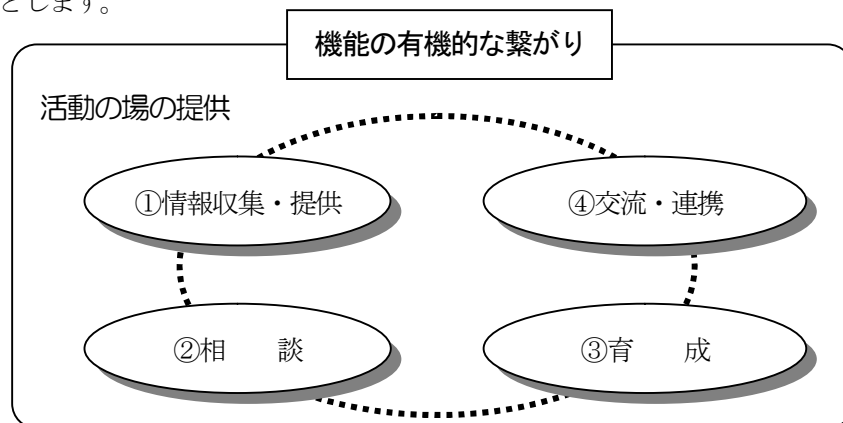 とします。
機能の有機的な繋がり
活動の場の提供
①情報収集・提供
④交流・連携
②相　　談
③育　　成